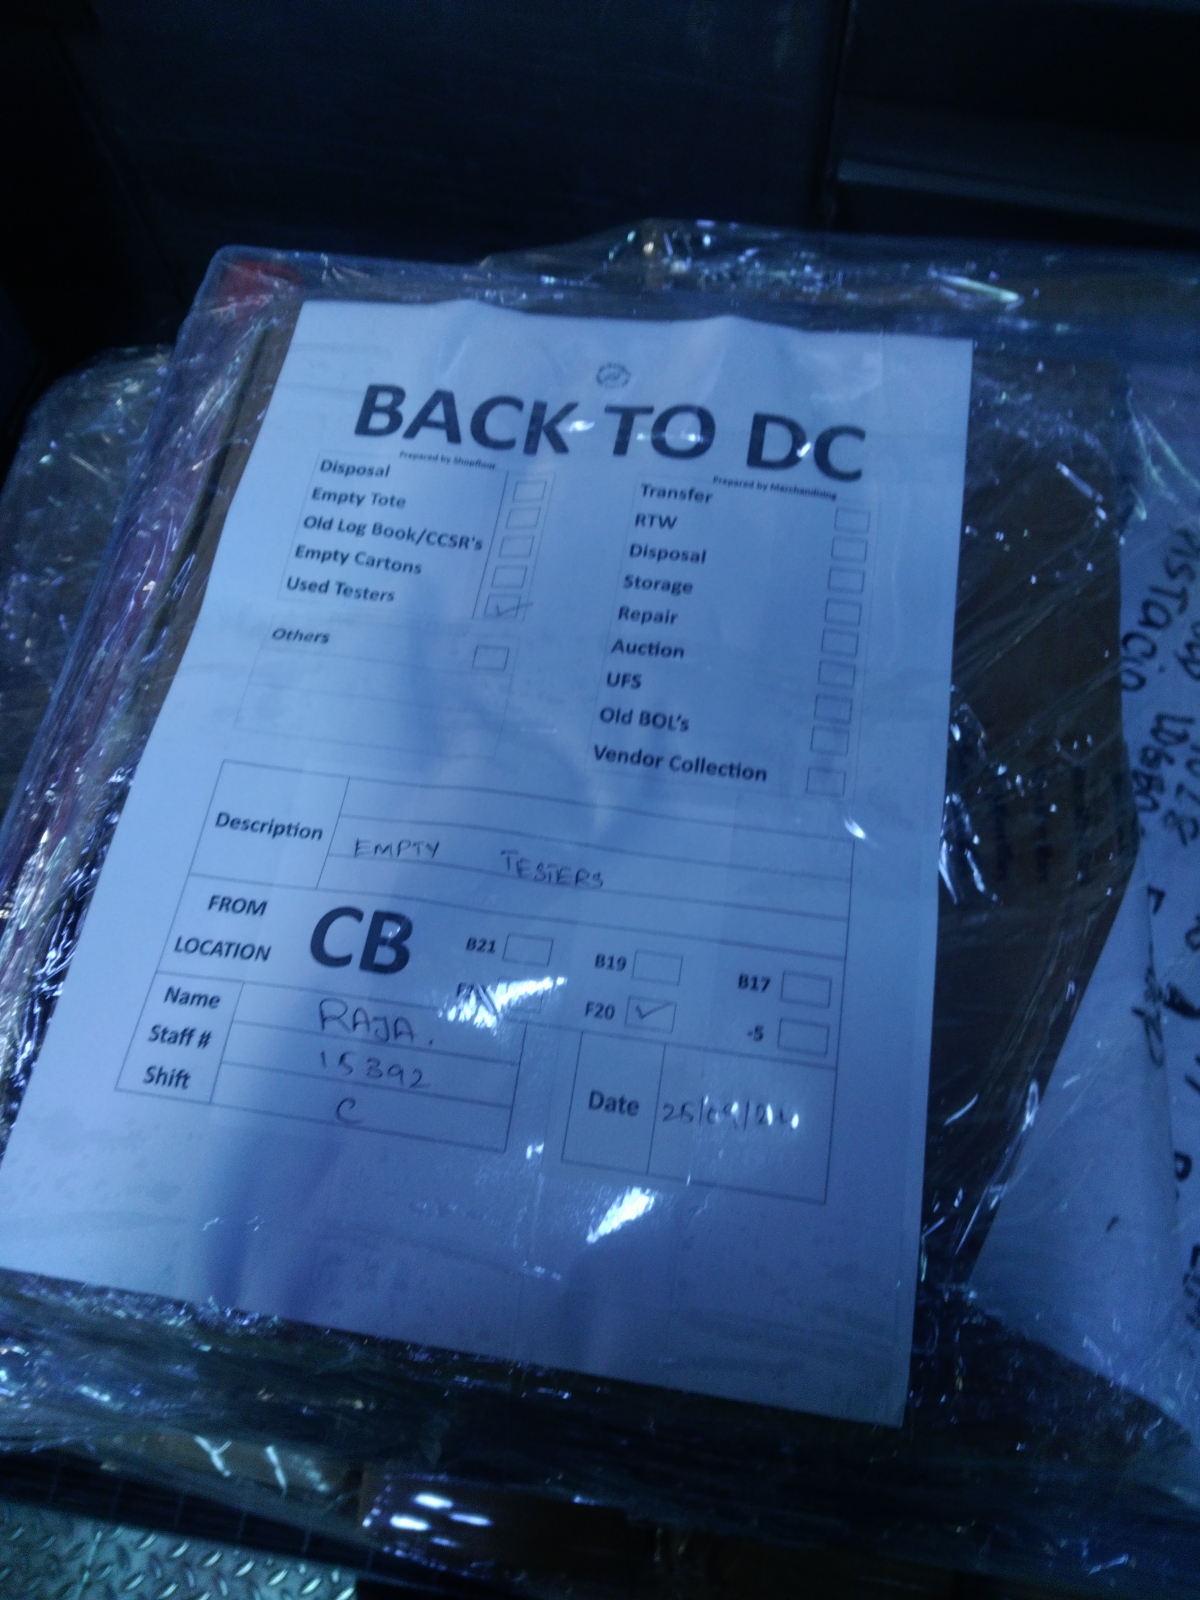 BACK TO DC
Prepared by Shopfloor
Disposal
Empty Tote
Old Log Book/CCSR's
Empty Cartons
Used Testers
Others
Prepared by Merchandising
Transfer
RTW
Disposal
Storage
Repair
Auction
UFS
Old BOL's
Vendor Collection
Description
EMPTY TESTERS
FROM
LOCATION
CB
B21
B19
B17
F20
-5
Name
RAJA.
Staff #
15392
Shift
C
Date